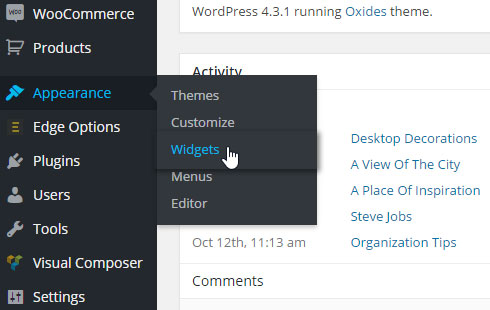 WooCommerce
Products
Appearance
Edge Options
Plugins
Users
Tools
Visual Composer
Settings
Themes
Customize
Widgets
Menus
Editor
WordPress 4.3.1 running Oxides theme.
Activity
Desktop Decorations
A View Of The City
A Place Of Inspiration
Steve Jobs
Oct 12th, 11:13 am Organization Tips
Comments